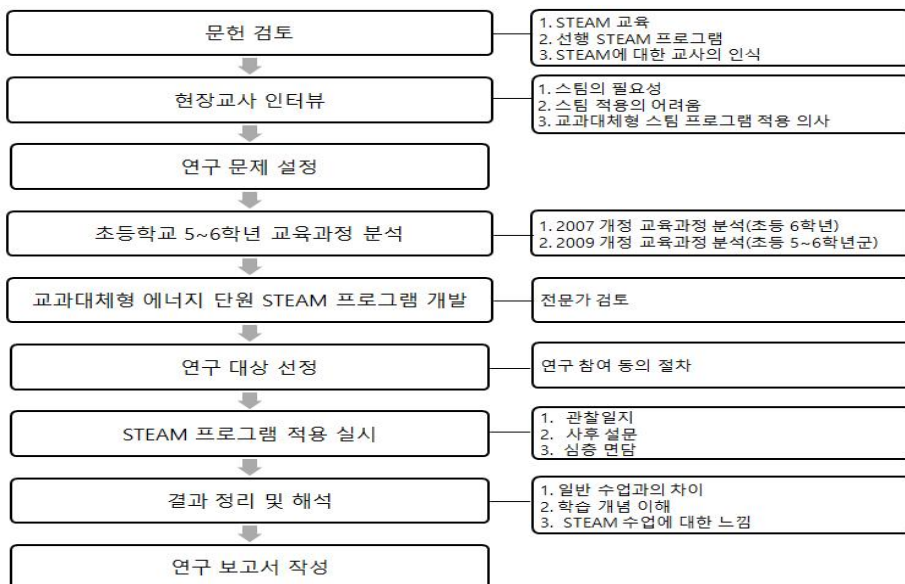 문헌 검토
1. STEAM 교육
2. 선행 STEAM 프로그램
3. STEAM에 대한 교사의 인식
현장교사 인터뷰
1. 스팀의 필요성
2. 스팀 적용의 어려움
3. 교과대체형 스팀 프로그램 적용 의사
연구 문제 설정
초등학교 5~6학년 교육과정 분석
1. 2007 개정 교육과정 분석(초등 6학년)
2. 2009 개정 교육과정 분석(초등 5~6학년군)
교과대체형 에너지 단원 STEAM 프로그램 개발
전문가 검토
연구 대상 선정
연구 참여 동의 절차
STEAM 프로그램 적용 실시
1. 관찰일지
2. 사후 설문
3. 심층 면담
결과 정리 및 해석
1. 일반 수업과의 차이
2. 학습 개념 이해
3. STEAM 수업에 대한 느낌
연구 보고서 작성